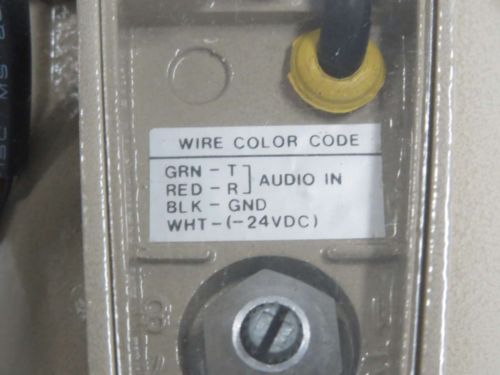 WIRE COLOR CODE
GRN - T
RED - R ] AUDIO IN
BLK - GND
WHT - (-24VDC)